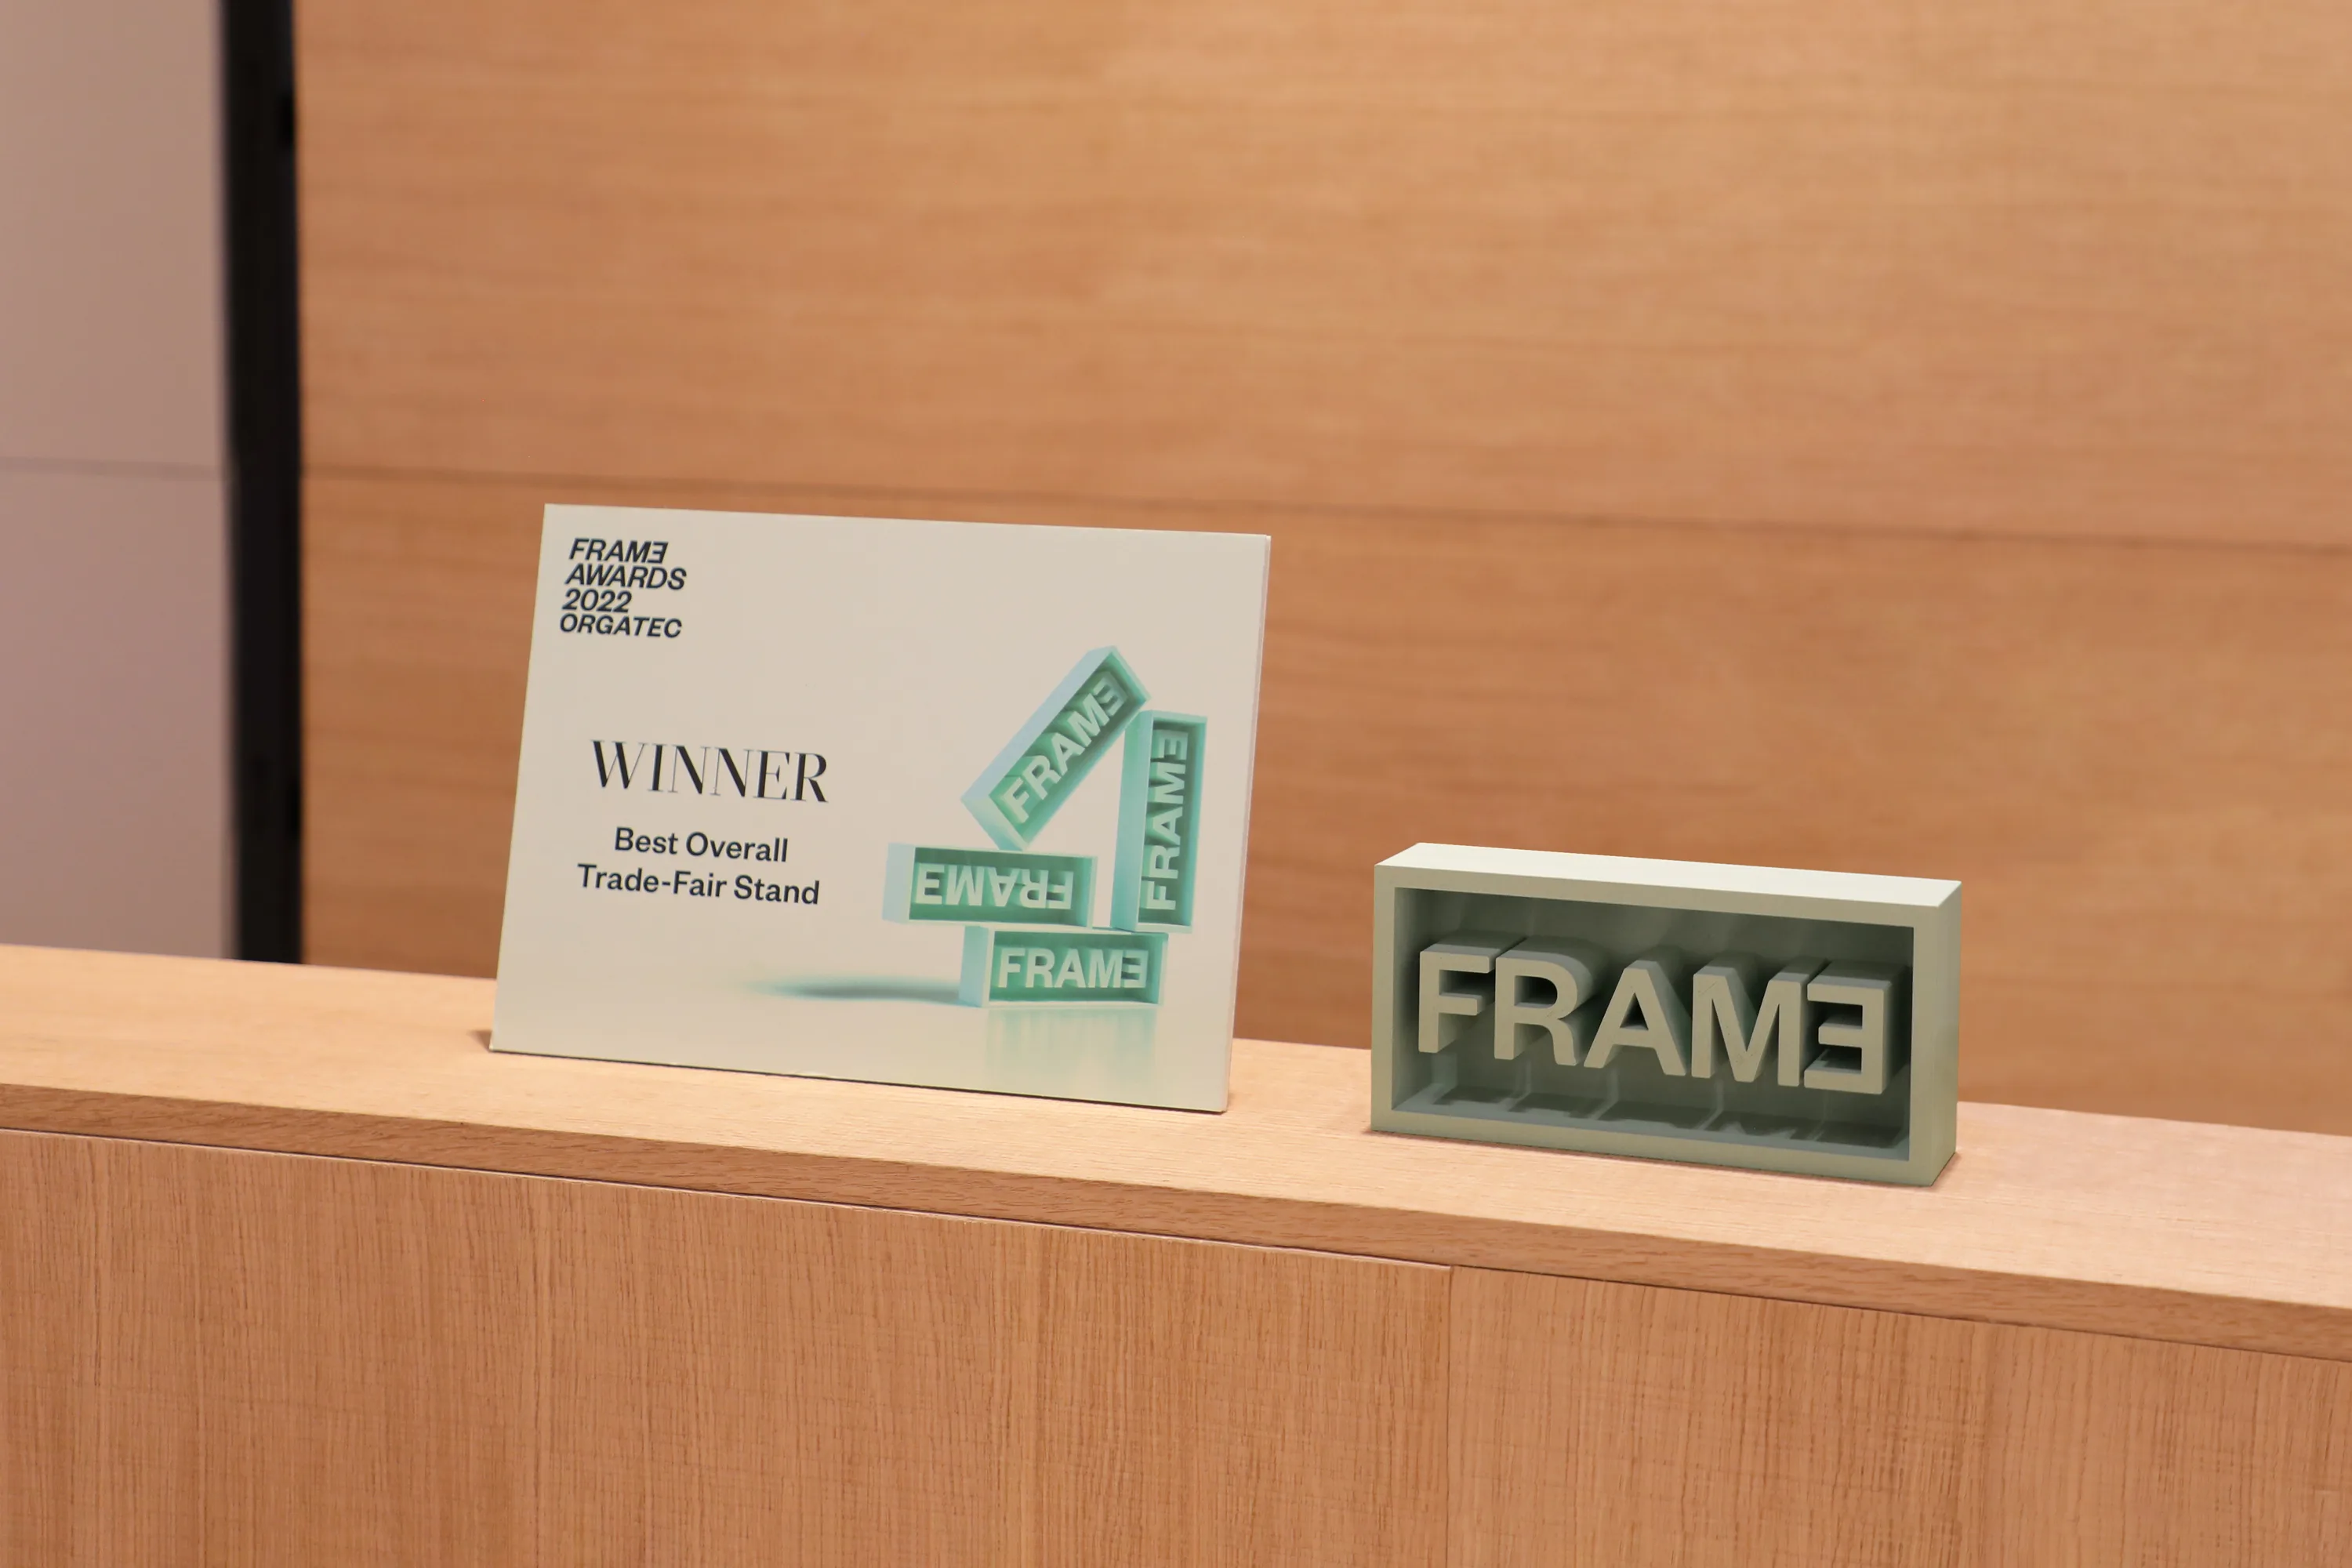 FRAMƎ
AWARDS
2022
ORGATEC
WINNER
Best Overall
Trade-Fair Stand
FRAMƎ
FRAMƎ
FRAMƎ
FRAMƎ
FRAMƎ